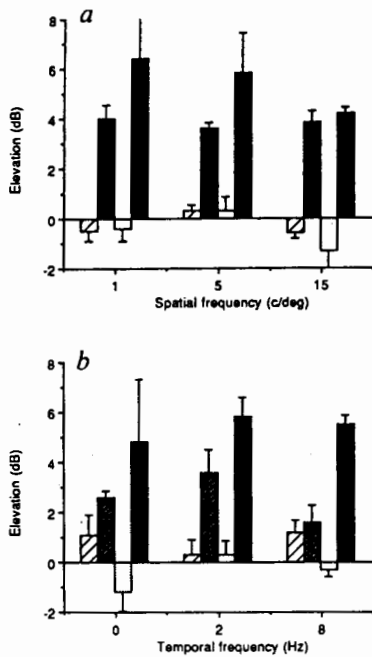 a
8
6
4
2
0
-2
Elevation (dB)
1 5 15
Spatial frequency (c/deg)
b
8
6
4
2
0
-2
Elevation (dB)
0 2 8
Temporal frequency (Hz)